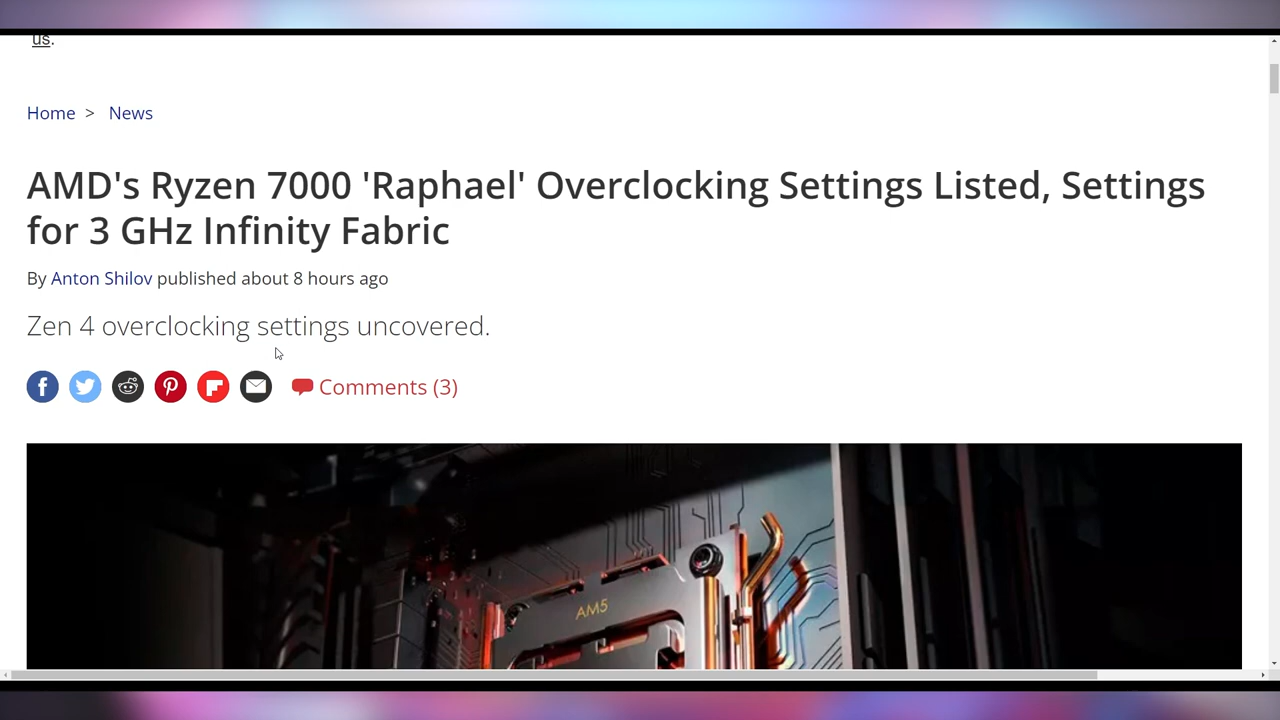 us.
Home > News
AMD's Ryzen 7000 'Raphael' Overclocking Settings Listed, Settings
for 3 GHz Infinity Fabric
By Anton Shilov published about 8 hours ago
Zen 4 overclocking settings uncovered.
Comments (3)
AM5